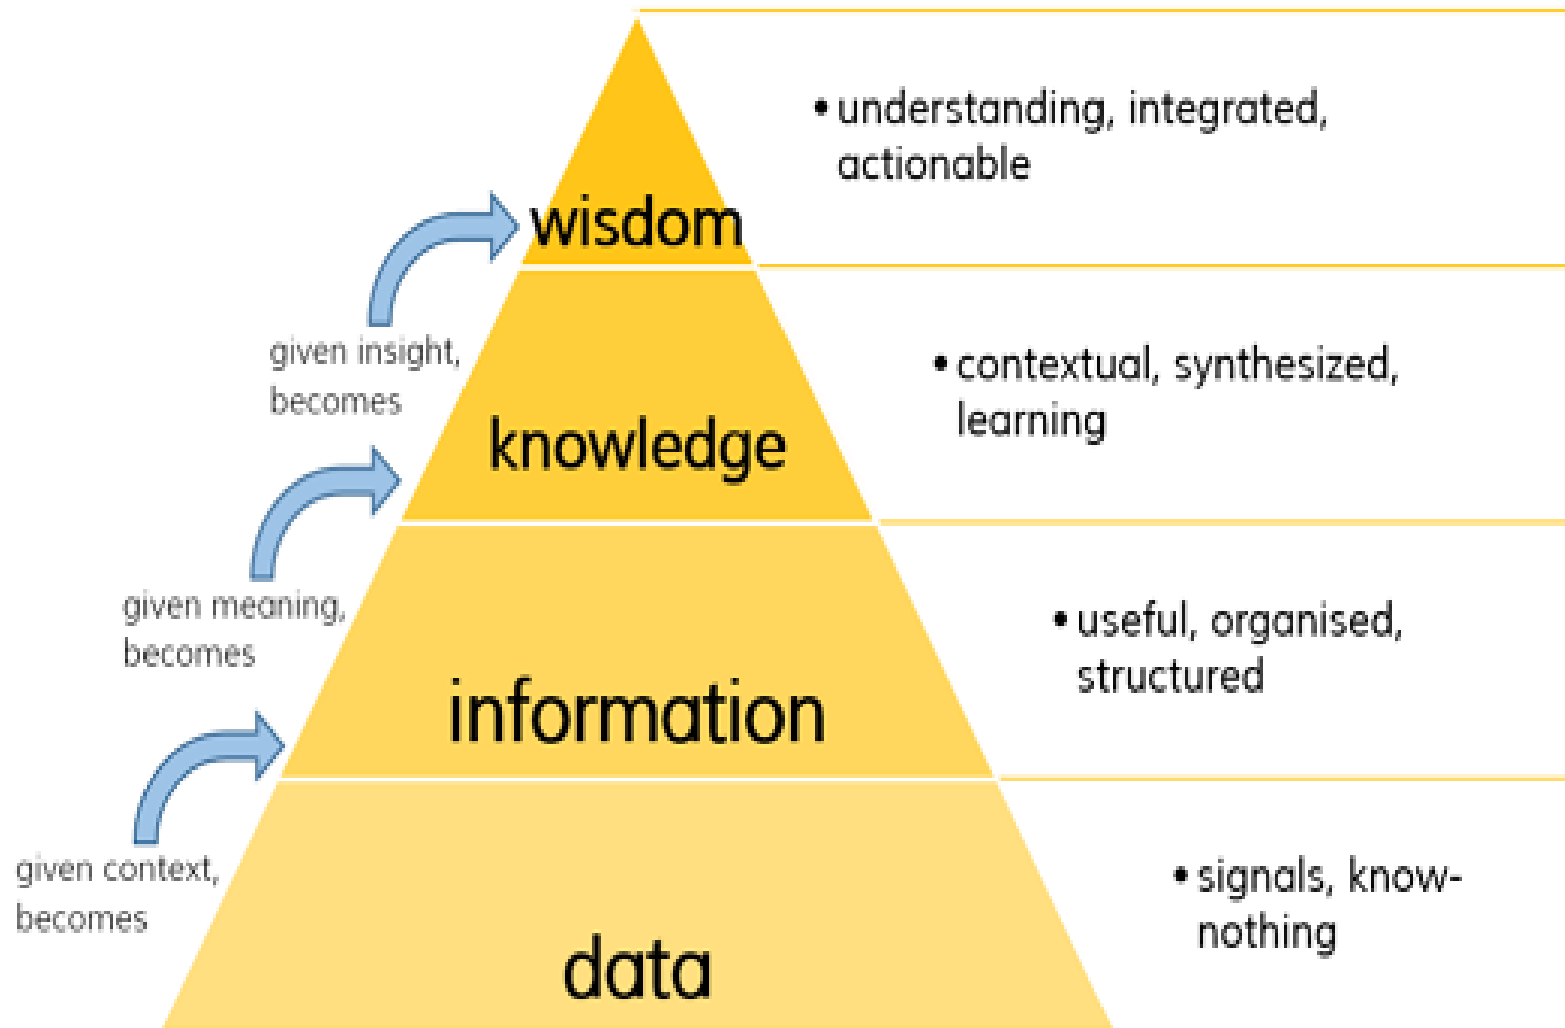 • understanding, integrated,
actionable
wisdom
given insight,
becomes
• contextual, synthesized,
learning
knowledge
given meaning,
becomes
• useful, organised,
structured
information
given context,
becomes
• signals, know-
nothing
data